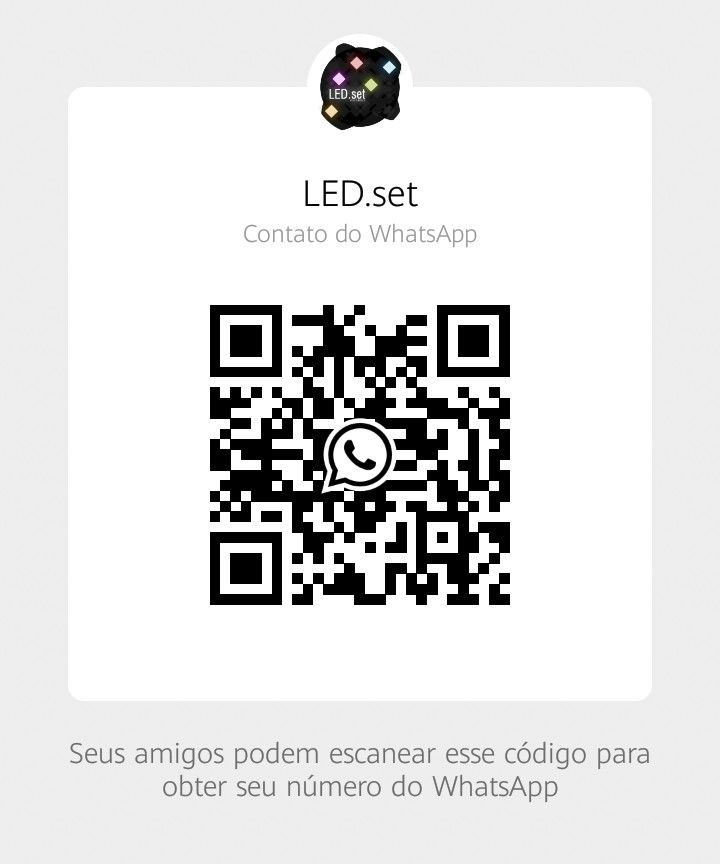 LED.set
LED.set
Contato do WhatsApp
Seus amigos podem escanear esse código para
obter seu número do WhatsApp